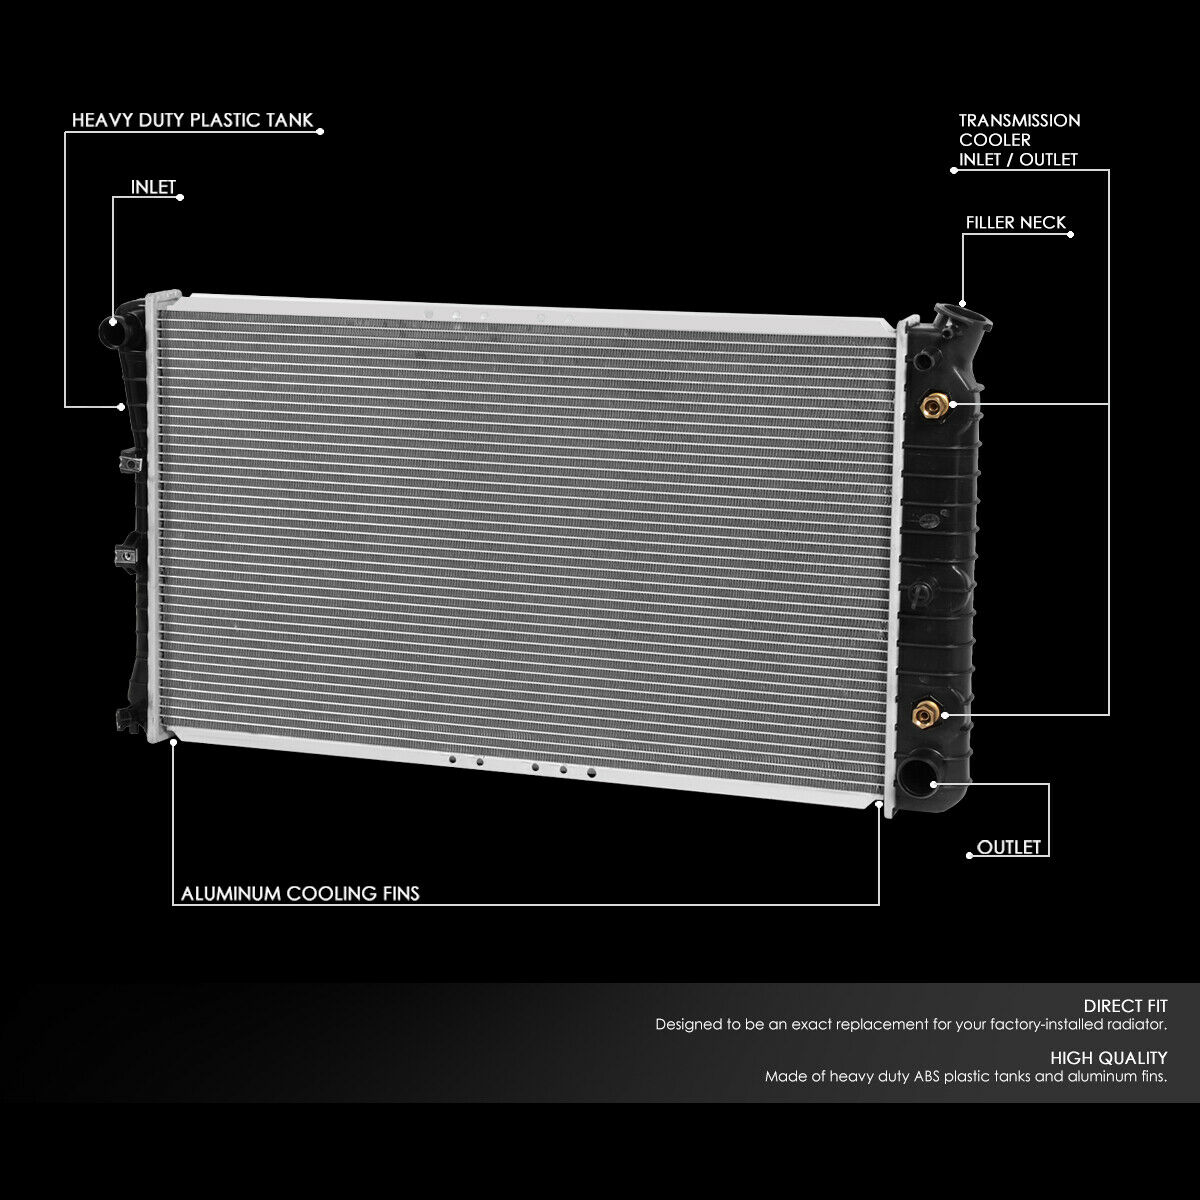 HEAVY DUTY PLASTIC TANK
INLET
TRANSMISSION
COOLER
INLET / OUTLET
FILLER NECK
OUTLET
ALUMINUM COOLING FINS
DIRECT FIT
Designed to be an exact replacement for your factory-installed radiator.
HIGH QUALITY
Made of heavy duty ABS plastic tanks and aluminum fins.